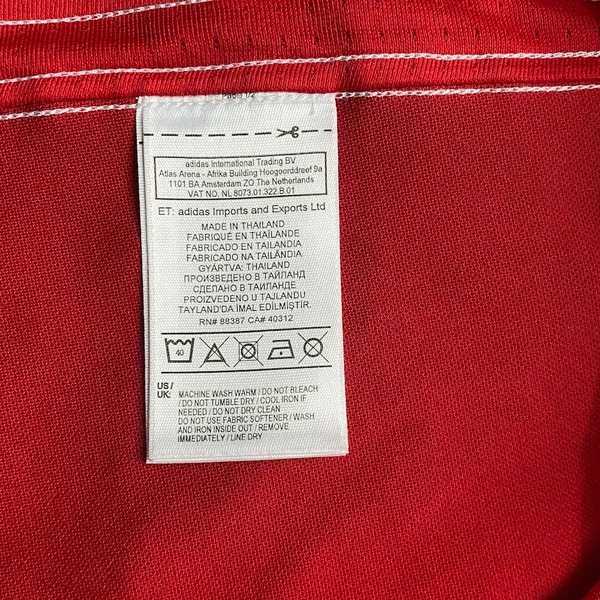 adidas International Trading BV
Atlas Arena - Afrika Building Hoogoorddreef 9a
1101 BA Amsterdam ZO The Netherlands
VAT NO. NL 8073.01.322.B.01
ET: adidas Imports and Exports Ltd
MADE IN THAILAND
FABRIQUÉ EN THAÏLANDE
FABRICADO EN TAILANDIA
FABRICADO NA TAILÂNDIA
GYÁRTVA: THAILAND
ПРОИЗВЕДЕНО В ТАЙЛАНД
СДЕЛАНО В ТАИЛАНДЕ
PROIZVEDENO U TAJLANDU
TAYLAND'DA İMAL EDİLMİŞTİR.
RN# 88387 CA# 40312
40
US /
UK:
MACHINE WASH WARM / DO NOT BLEACH
/ DO NOT TUMBLE DRY / COOL IRON IF
NEEDED / DO NOT DRY CLEAN
DO NOT USE FABRIC SOFTENER / WASH
AND IRON INSIDE OUT / REMOVE
IMMEDIATELY / LINE DRY